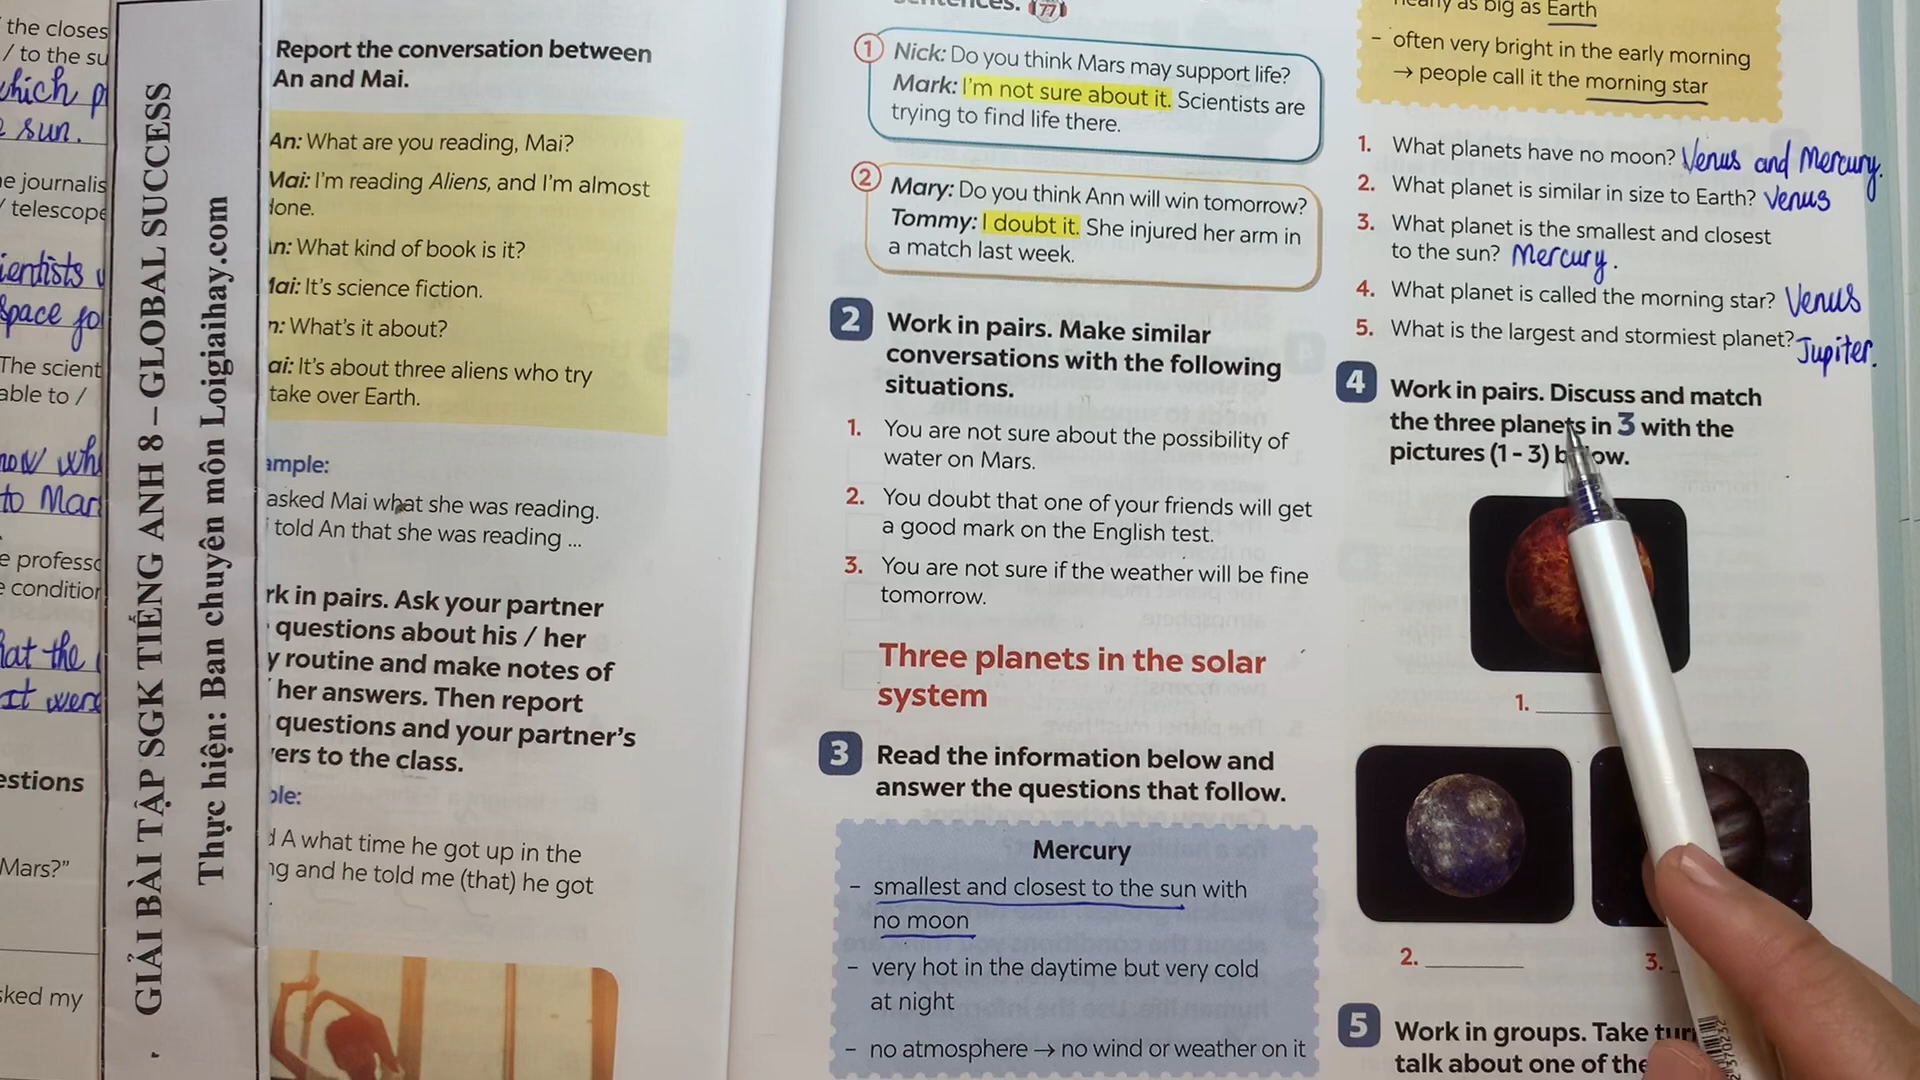 the closes
/ to the su
which p
sun.
journalis
/ telescope
space fo
The scient
able to /
to Mar
professo
condition
hat the
It were
estions
Mars?”
sked my
GIẢI BÀI TẬP SGK TIẾNG ANH 8 – GLOBAL SUCCESS
Thực hiện: Ban chuyên môn Loigiaihay.com
Report the conversation between
An and Mai.
An: What are you reading, Mai?
Mai: I'm reading Aliens, and I'm almost
done.
An: What kind of book is it?
Mai: It's science fiction.
n: What's it about?
ai: It's about three aliens who try
take over Earth.
ample:
asked Mai what she was reading.
told An that she was reading ...
rk in pairs. Ask your partner
questions about his / her
y routine and make notes of
her answers. Then report
questions and your partner's
ers to the class.
ple:
d A what time he got up in the
ng and he told me (that) he got
sentences. 77
1 Nick: Do you think Mars may support life?
Mark: I'm not sure about it. Scientists are
trying to find life there.
2 Mary: Do you think Ann will win tomorrow?
Tommy: I doubt it. She injured her arm in
a match last week.
2 Work in pairs. Make similar
conversations with the following
situations.
1. You are not sure about the possibility of
water on Mars.
2. You doubt that one of your friends will get
a good mark on the English test.
3. You are not sure if the weather will be fine
tomorrow.
Three planets in the solar
system
3 Read the information below and
answer the questions that follow.
Mercury
– smallest and closest to the sun with
no moon
– very hot in the daytime but very cold
at night
– no atmosphere → no wind or weather on it
nearly as big as Earth
– often very bright in the early morning
→ people call it the morning star
1. What planets have no moon? Venus and Mercury.
2. What planet is similar in size to Earth? Venus
3. What planet is the smallest and closest
to the sun? Mercury.
4. What planet is called the morning star? Venus
5. What is the largest and stormiest planet? Jupiter.
4 Work in pairs. Discuss and match
the three planets in 3 with the
pictures (1 - 3) below.
1.
2.
3.
5 Work in groups. Take tur
talk about one of the